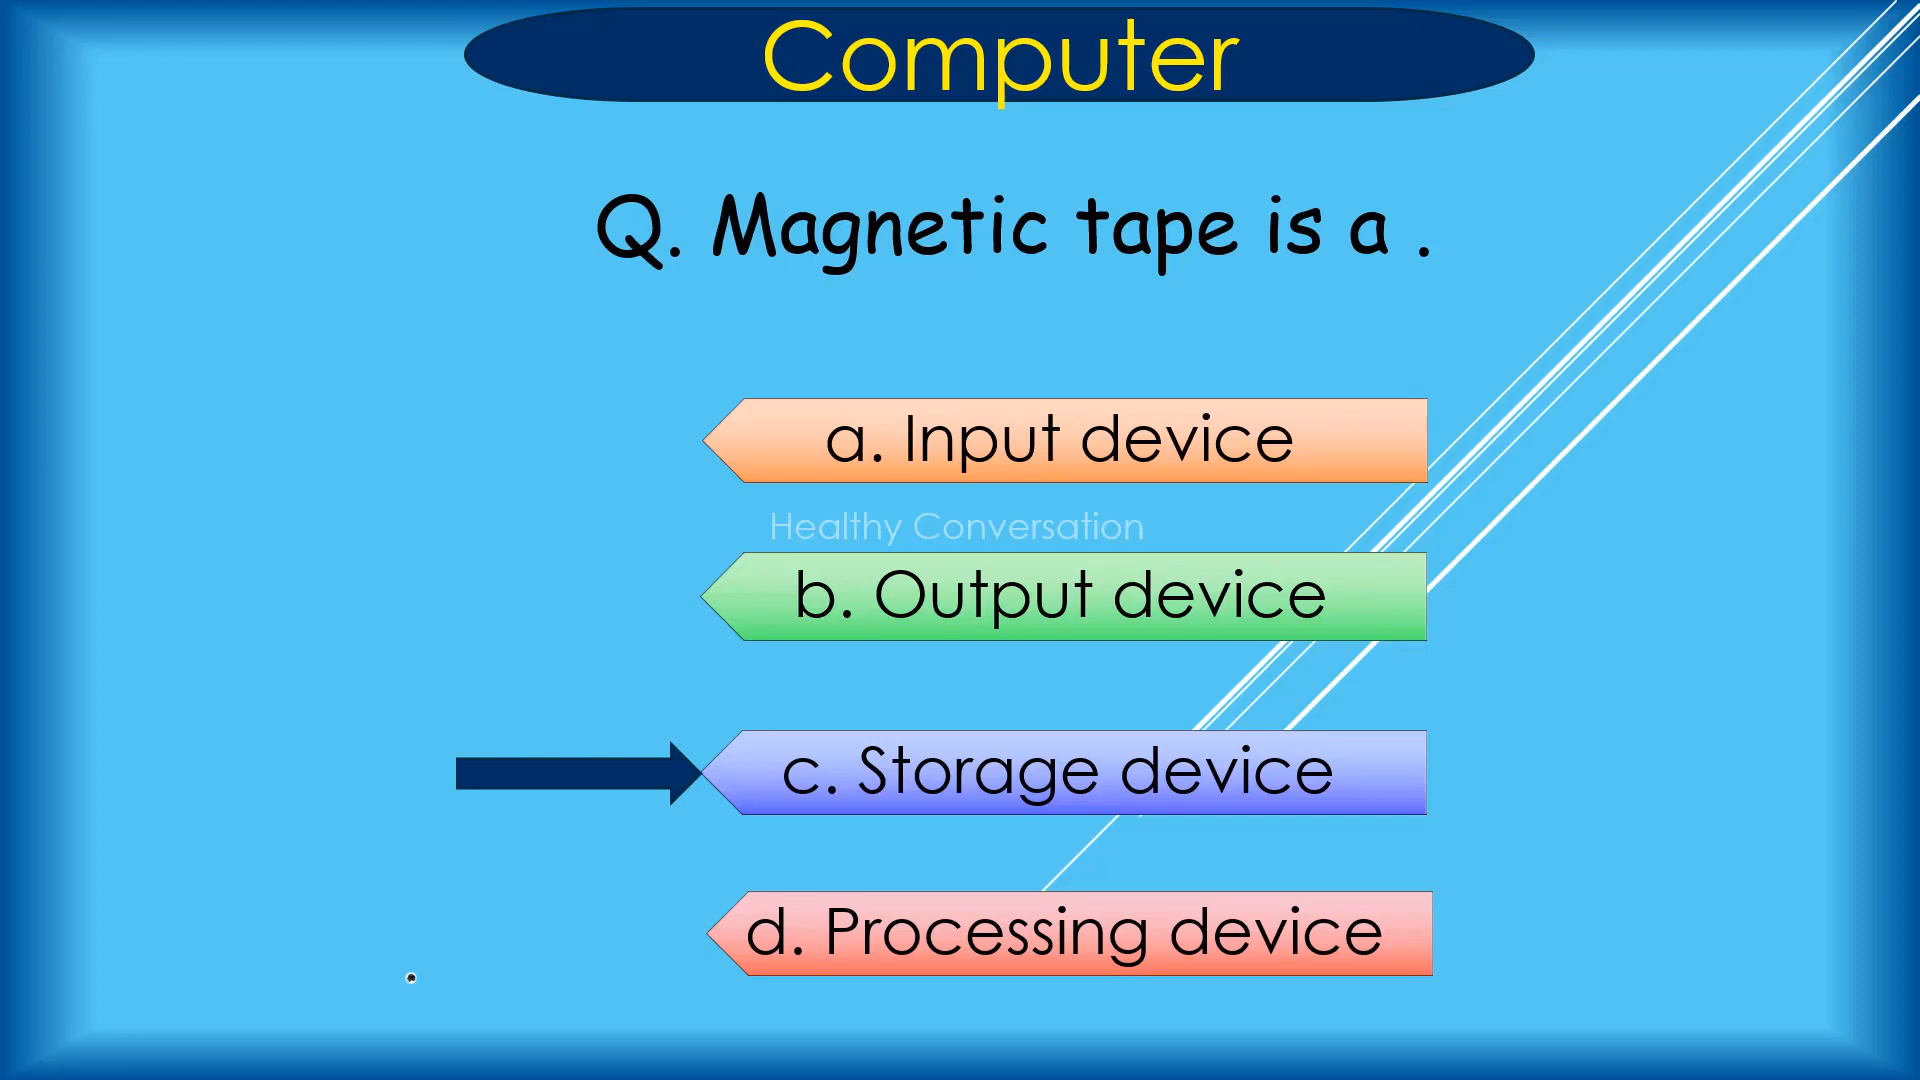 Computer
Q. Magnetic tape is a .
a. Input device
Healthy Conversation
b. Output device
c. Storage device
d. Processing device